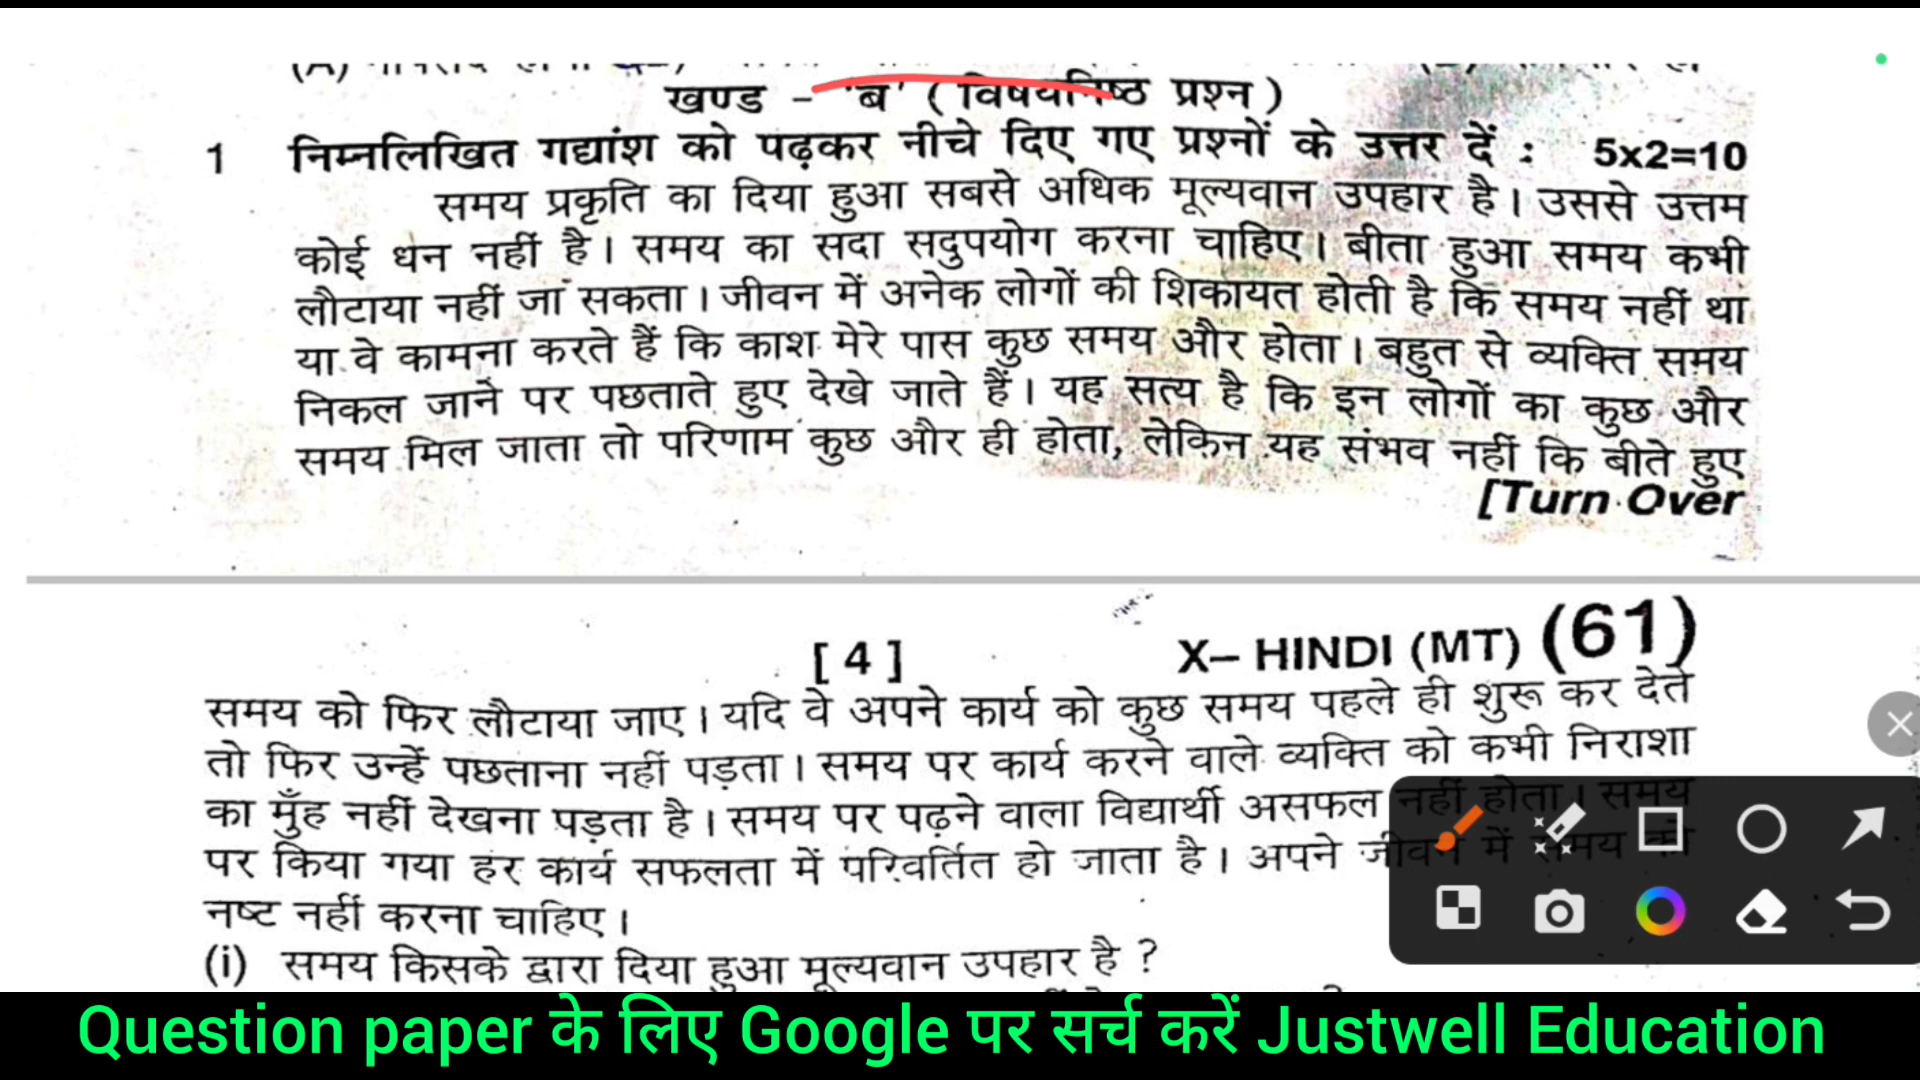 खण्ड – 'ब' ( विषयनिष्ठ प्रश्न )
1 निम्नलिखित गद्यांश को पढ़कर नीचे दिए गए प्रश्नों के उत्तर दें : 5x2=10
समय प्रकृति का दिया हुआ सबसे अधिक मूल्यवान उपहार है। उससे उत्तम
कोई धन नहीं है। समय का सदा सदुपयोग करना चाहिए। बीता हुआ समय कभी
लौटाया नहीं जा सकता। जीवन में अनेक लोगों की शिकायत होती है कि समय नहीं था
या वे कामना करते हैं कि काश मेरे पास कुछ समय और होता। बहुत से व्यक्ति समय
निकल जाने पर पछताते हुए देखे जाते हैं। यह सत्य है कि इन लोगों का कुछ और
समय मिल जाता तो परिणाम कुछ और ही होता, लेकिन यह संभव नहीं कि बीते हुए
[Turn Over
[ 4 ] X– HINDI (MT) (61)
समय को फिर लौटाया जाए। यदि वे अपने कार्य को कुछ समय पहले ही शुरू कर देते
तो फिर उन्हें पछताना नहीं पड़ता। समय पर कार्य करने वाले व्यक्ति को कभी निराशा
का मुँह नहीं देखना पड़ता है। समय पर पढ़ने वाला विद्यार्थी असफल नहीं होता। समय
पर किया गया हर कार्य सफलता में परिवर्तित हो जाता है। अपने जीवन में समय को
नष्ट नहीं करना चाहिए।
(i) समय किसके द्वारा दिया हुआ मूल्यवान उपहार है ?
Question paper के लिए Google पर सर्च करें Justwell Education